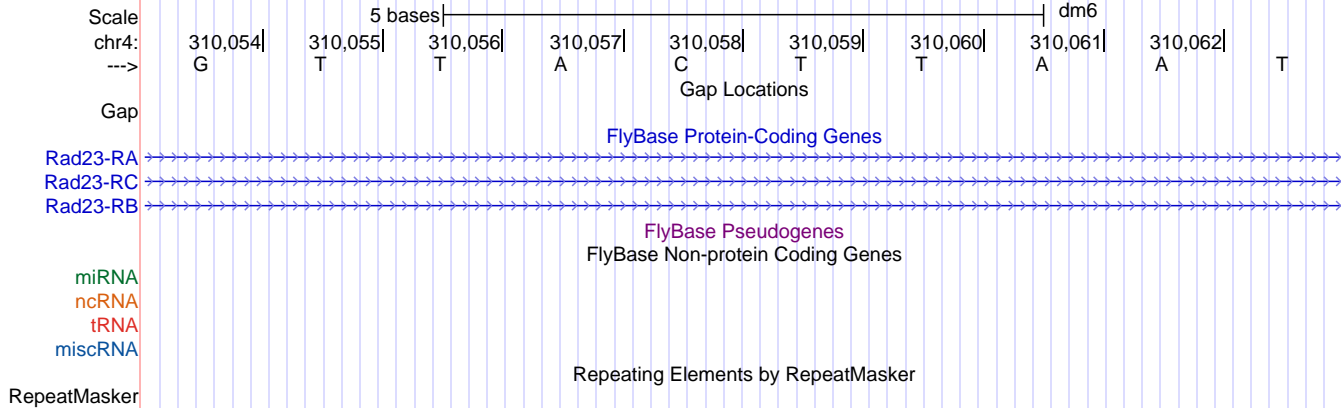 Scale 5 bases dm6
chr4: 310,054 310,055 310,056 310,057 310,058 310,059 310,060 310,061 310,062
---> G T T A C T T A A T
Gap Locations
Gap
FlyBase Protein-Coding Genes
Rad23-RA
Rad23-RC
Rad23-RB
FlyBase Pseudogenes
FlyBase Non-protein Coding Genes
miRNA
ncRNA
tRNA
miscRNA
Repeating Elements by RepeatMasker
RepeatMasker